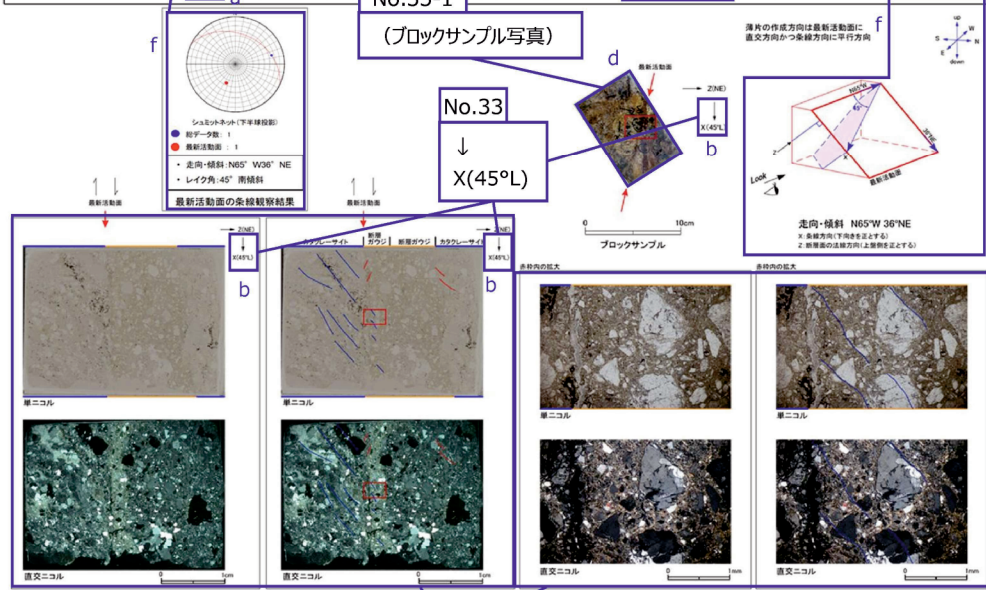 g
No.33-1
(ブロックサンプル写真)
f
シュミットネット(下半球投影)
総データ数: 1
最新活動面 : 1
・ 走向・傾斜:N65° W36° NE
・ レイク角:45° 南傾斜
最新活動面の条線観察結果
No.33
↓
X(45°L)
d
最新活動面
Z(NE)
X(45°L)
b
0 10cm
ブロックサンプル
薄片の作成方向は最新活動面に
直交方向かつ条線方向に平行方向
f
up
W
S
N
E
down
N65°W
45°
36°NE
Z
X
Look
最新活動面
走向・傾斜 N65°W 36°NE
X: 条線方向(下向きを正とする)
Z: 断層面の法線方向(上盤側を正とする)
最新活動面
Z(NE)
X(45°L)
b
単ニコル
直交ニコル
0 1cm
最新活動面
Z(NE)
カタクレーサイト
断層
ガウジ
断層ガウジ
カタクレーサイト
X(45°L)
b
単ニコル
直交ニコル
0 1cm
赤枠内の拡大
単ニコル
直交ニコル
0 1mm
赤枠内の拡大
単ニコル
直交ニコル
0 1mm